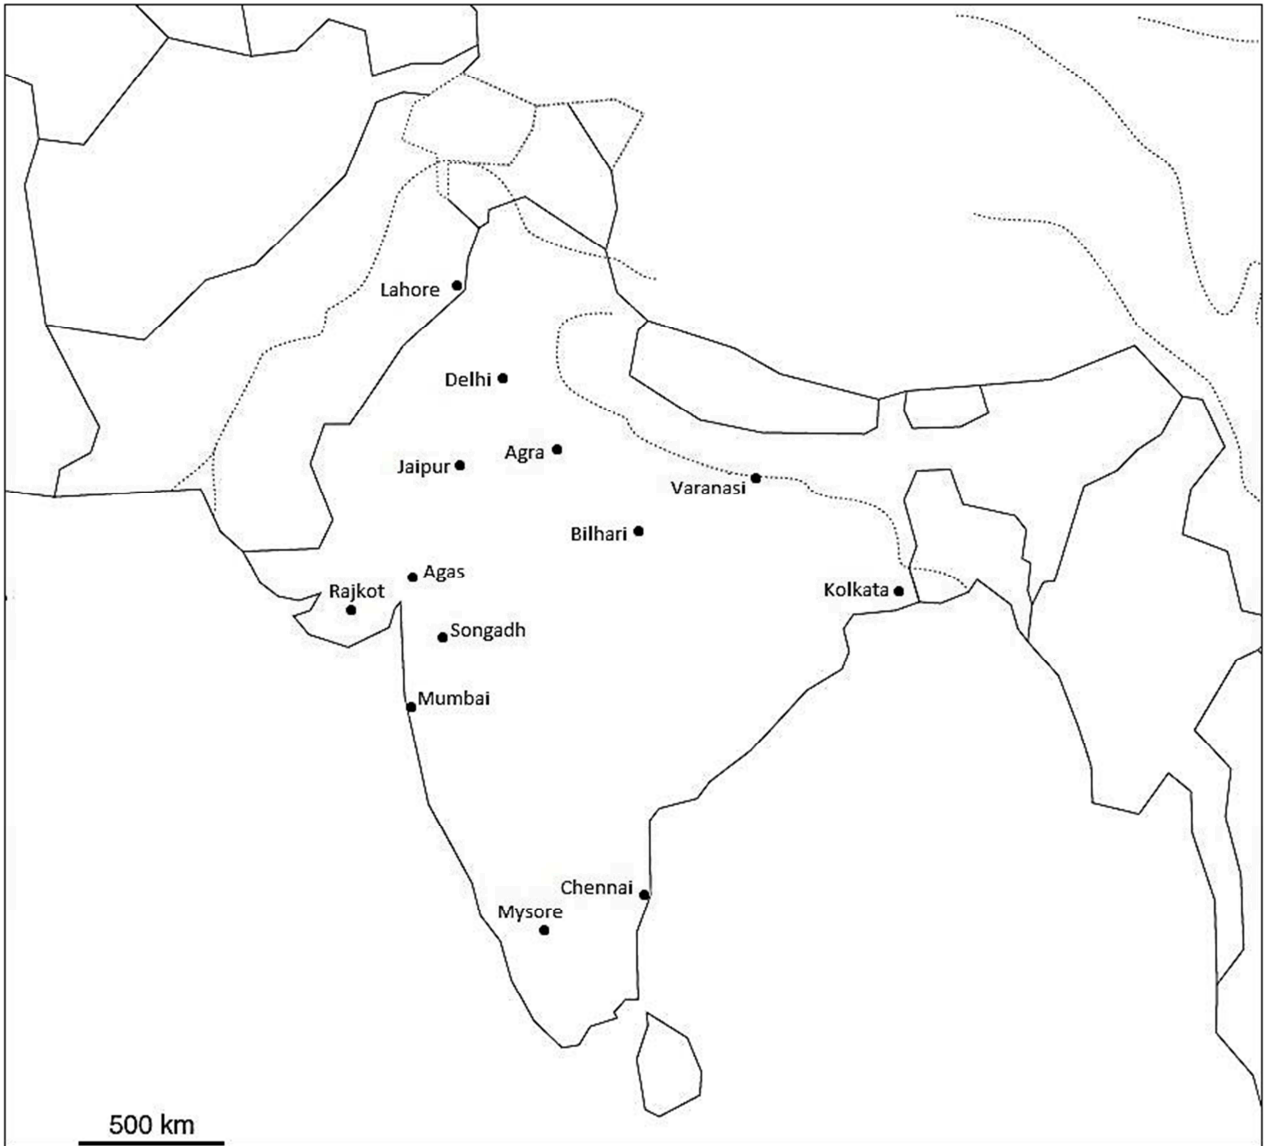 Lahore
Delhi
Agra
Jaipur
Varanasi
Bilhari
Agas
Rajkot
Kolkata
Songadh
Mumbai
Chennai
Mysore
500 km